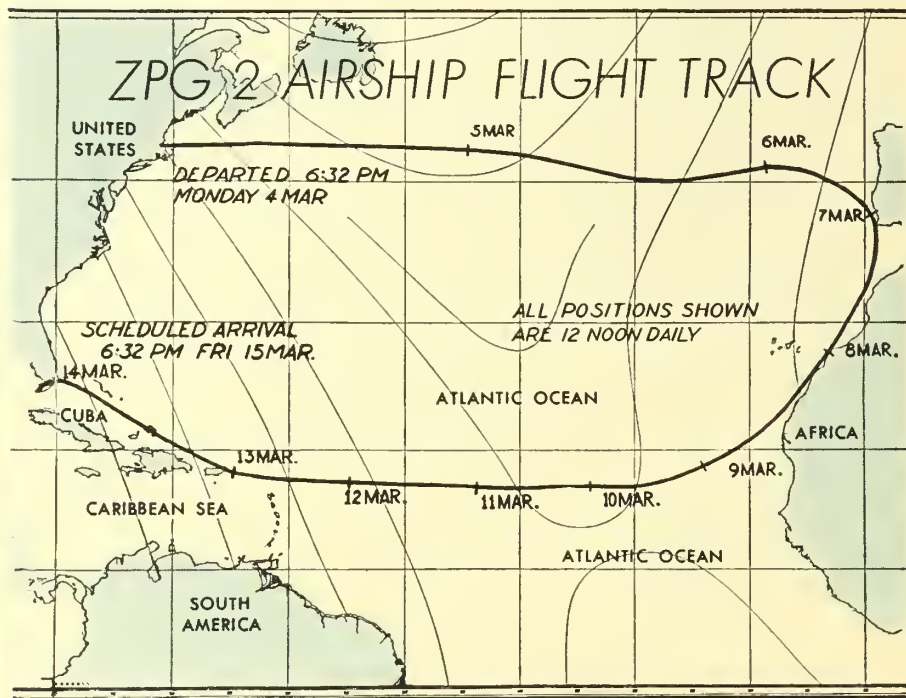 ZPG 2 AIRSHIP FLIGHT TRACK
UNITED
STATES
5MAR
6MAR.
DEPARTED 6:32 PM
MONDAY 4 MAR
7MAR
ALL POSITIONS SHOWN
ARE 12 NOON DAILY
SCHEDULED ARRIVAL
6:32 PM FRI 15MAR.
8MAR.
14MAR.
ATLANTIC OCEAN
CUBA
AFRICA
13MAR.
9MAR.
12MAR.
11MAR.
10MAR.
CARIBBEAN SEA
ATLANTIC OCEAN
SOUTH
AMERICA